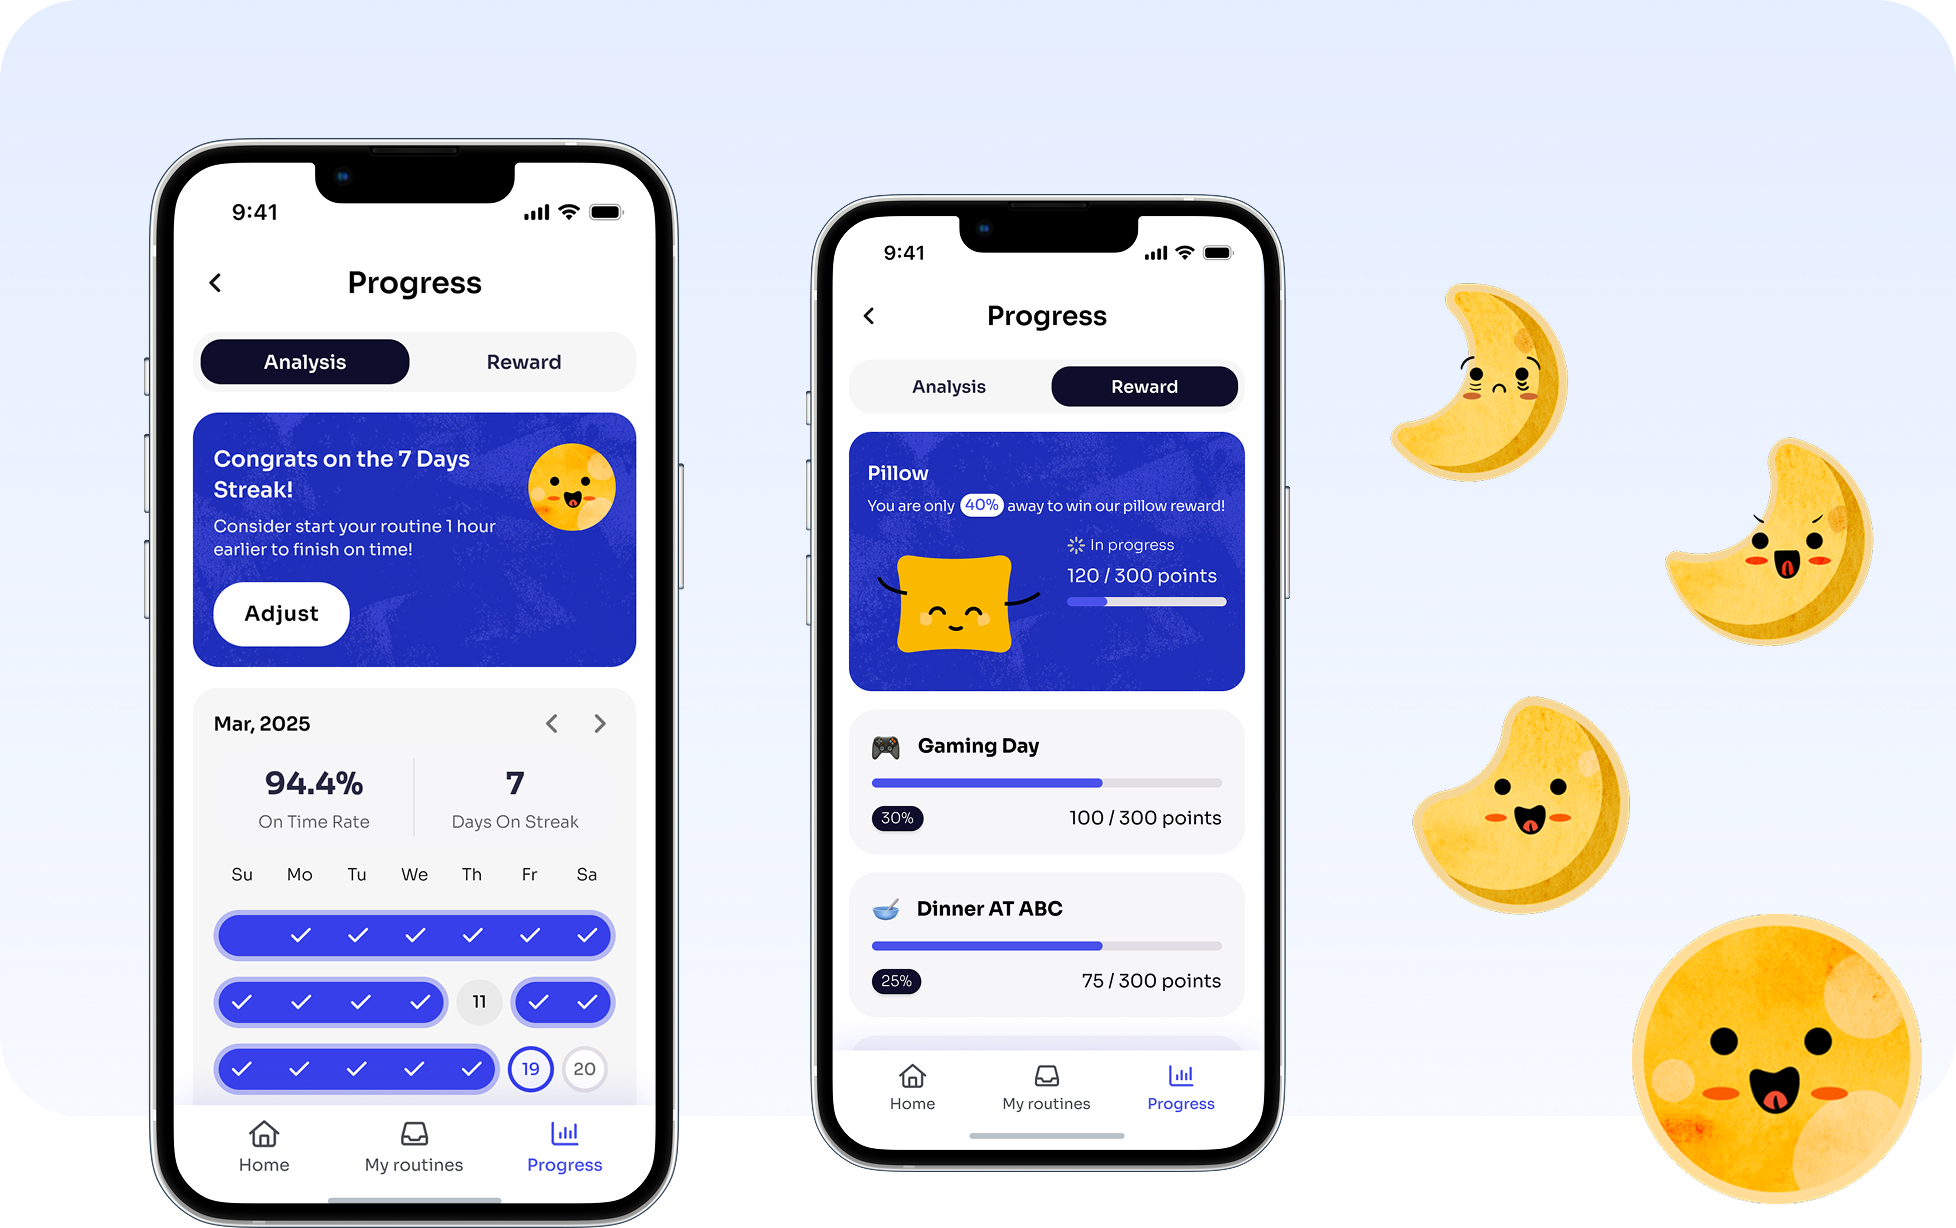 9:41
Progress
Analysis Reward
Congrats on the 7 Days
Streak!
Consider start your routine 1 hour
earlier to finish on time!
Adjust
Mar, 2025
94.4% 7
On Time Rate Days On Streak
Su Mo Tu We Th Fr Sa
11
19 20
Home My routines Progress
9:41
Progress
Analysis Reward
Pillow
You are only 40% away to win our pillow reward!
In progress
120 / 300 points
Gaming Day
30% 100 / 300 points
Dinner AT ABC
25% 75 / 300 points
Home My routines Progress